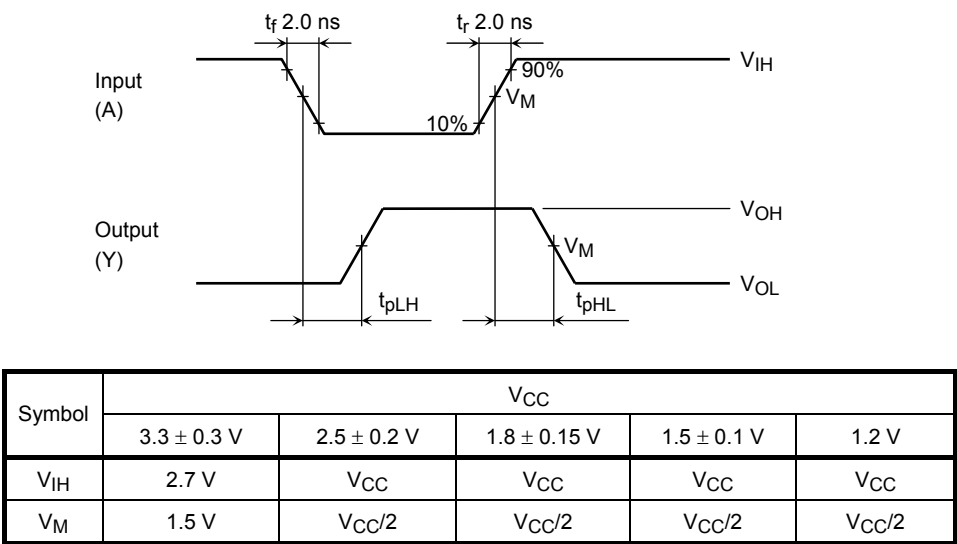 tf 2.0 ns tr 2.0 ns
Input
(A)
90%
VM
10%
VIH
Output
(Y)
VOH
VM
VOL
tpLH tpHL
Symbol VCC
3.3 ± 0.3 V 2.5 ± 0.2 V 1.8 ± 0.15 V 1.5 ± 0.1 V 1.2 V
VIH 2.7 V VCC VCC VCC VCC
VM 1.5 V VCC/2 VCC/2 VCC/2 VCC/2